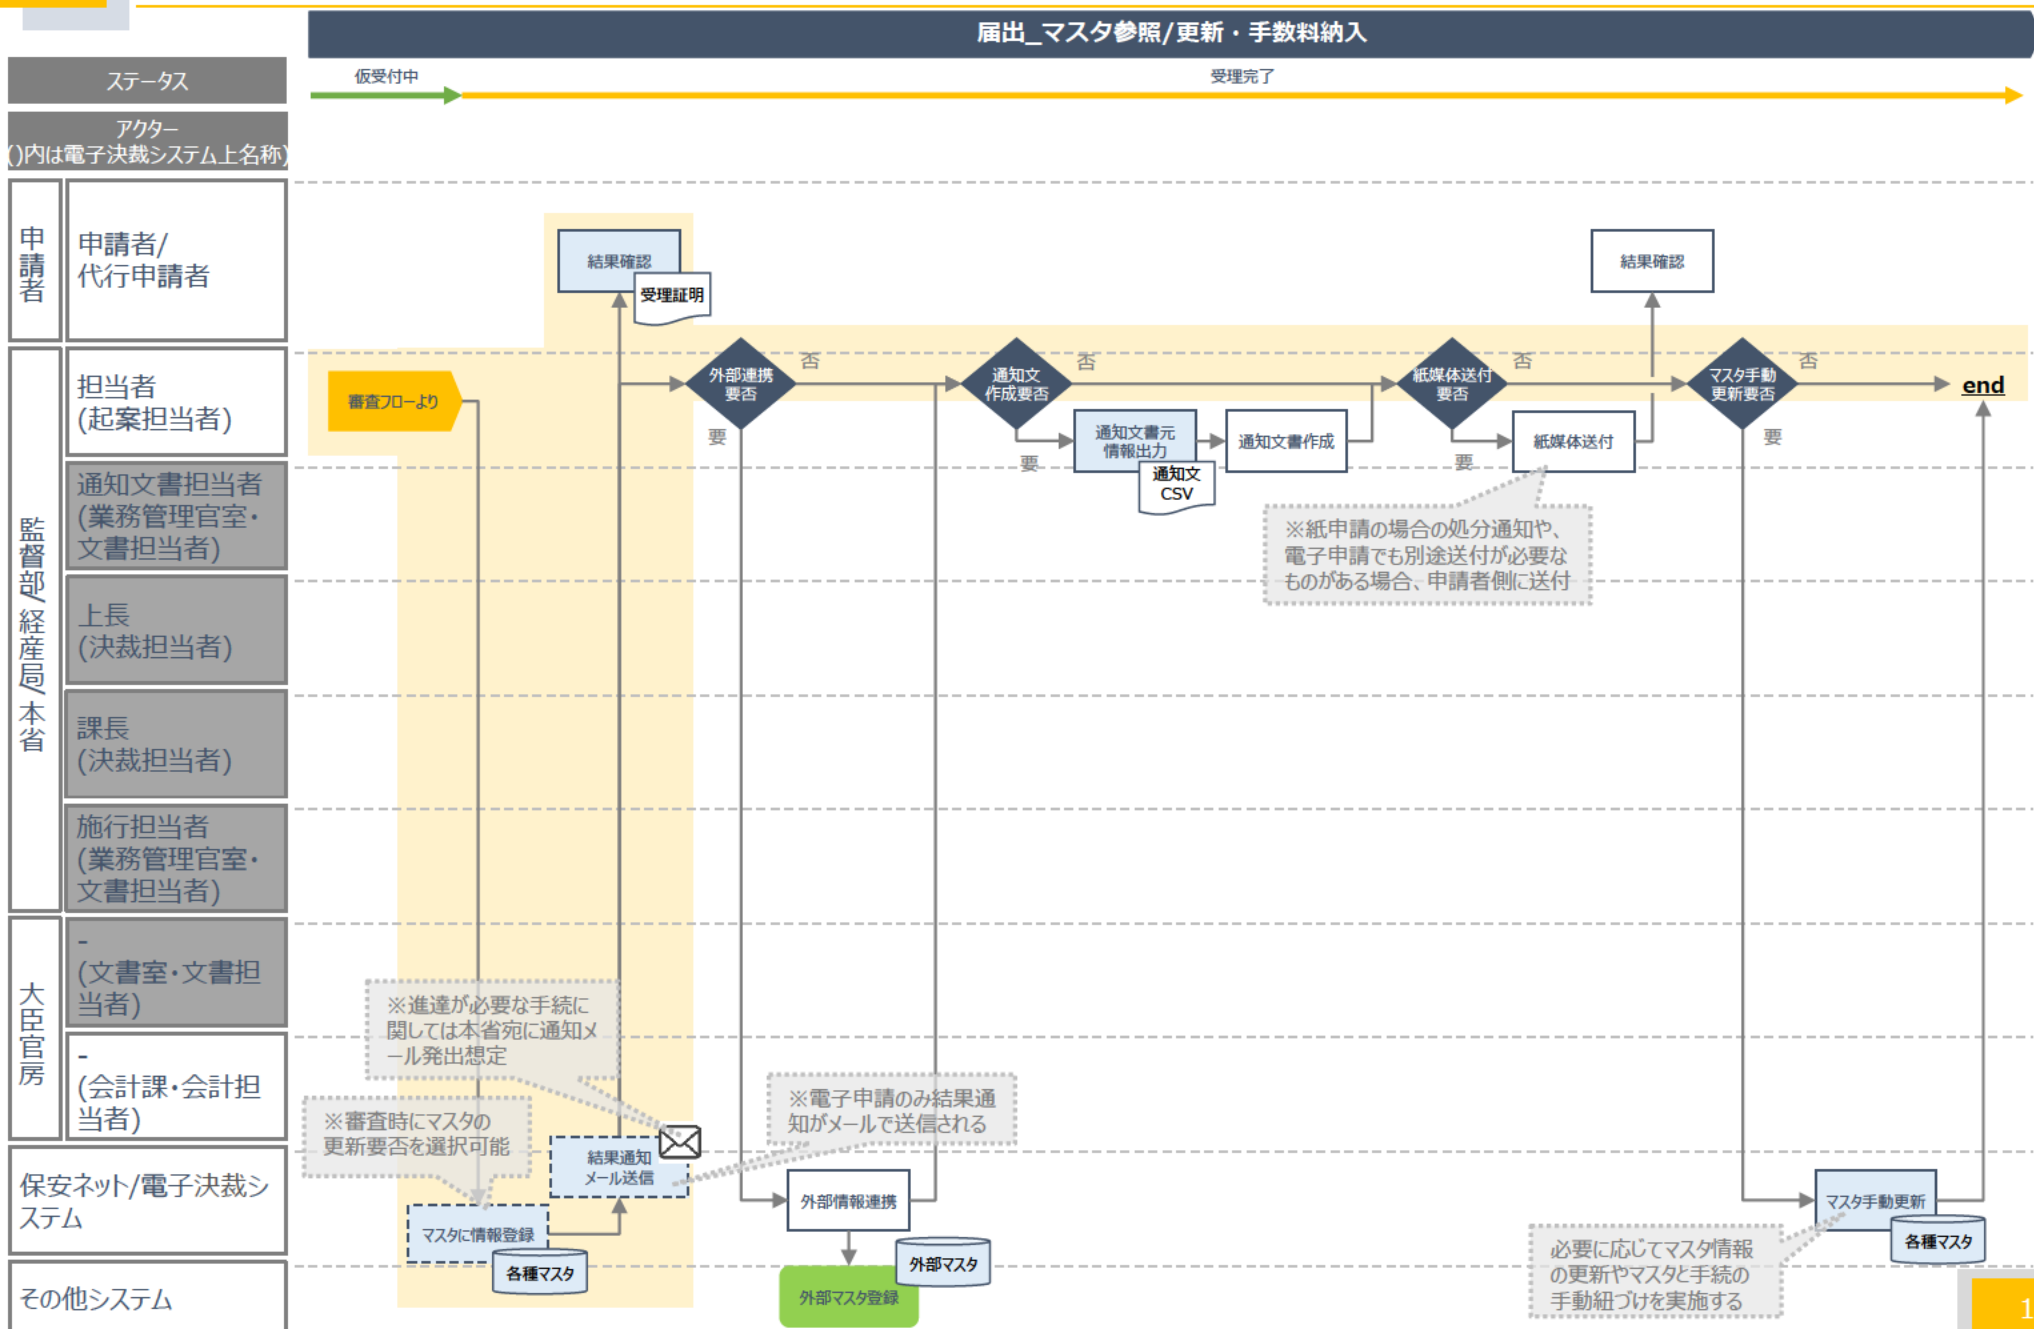 届出_マスタ参照/更新・手数料納入
ステータス
仮受付中
受理完了
アクター
()内は電子決裁システム上名称)
申請者
申請者/
代行申請者
結果確認
受理証明
結果確認
監督部/経産局/本省
担当者
(起案担当者)
審査フローより
外部連携
要否
否
要
通知文
作成要否
否
要
通知文書元
情報出力
通知文
CSV
通知文書作成
紙媒体送付
要否
否
要
紙媒体送付
マスタ手動
更新要否
否
要
end
※紙申請の場合の処分通知や、
電子申請でも別途送付が必要な
ものがある場合、申請者側に送付
通知文書担当者
(業務管理官室・
文書担当者)
上長
(決裁担当者)
課長
(決裁担当者)
施行担当者
(業務管理官室・
文書担当者)
大臣官房
-
(文書室・文書担
当者)
-
(会計課・会計担
当者)
※進達が必要な手続に
関しては本省宛に通知メ
ール発出想定
※審査時にマスタの
更新要否を選択可能
※電子申請のみ結果通
知がメールで送信される
保安ネット/電子決裁シ
ステム
マスタに情報登録
各種マスタ
結果通知
メール送信
外部情報連携
外部マスタ
マスタ手動更新
各種マスタ
必要に応じてマスタ情報
の更新やマスタと手続の
手動紐づけを実施する
その他システム
外部マスタ登録
1